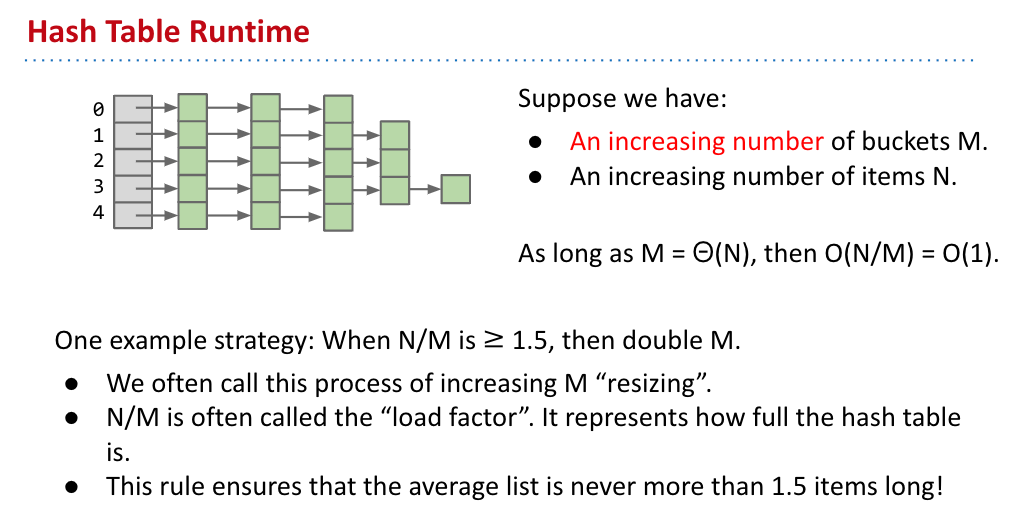 Hash Table Runtime
0
1
2
3
4
Suppose we have:
● An increasing number of buckets M.
● An increasing number of items N.
As long as M = Θ(N), then O(N/M) = O(1).
One example strategy: When N/M is ≥ 1.5, then double M.
● We often call this process of increasing M “resizing”.
● N/M is often called the “load factor”. It represents how full the hash table
is.
● This rule ensures that the average list is never more than 1.5 items long!